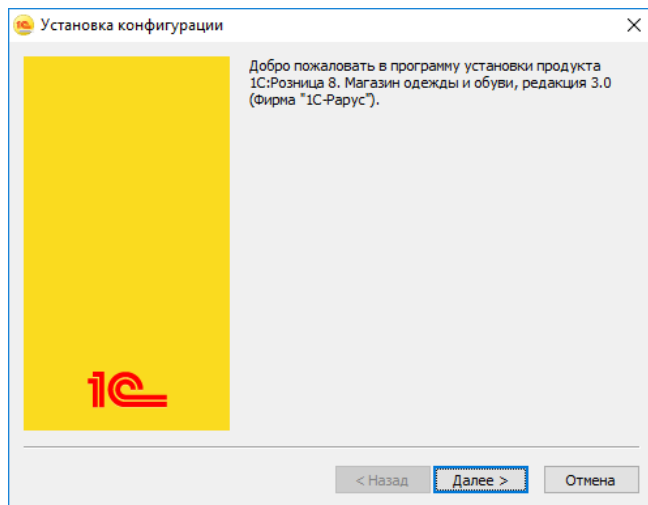 Установка конфигурации
Добро пожаловать в программу установки продукта
1С:Розница 8. Магазин одежды и обуви, редакция 3.0
(Фирма "1С-Рарус").
1С
< Назад
Далее >
Отмена